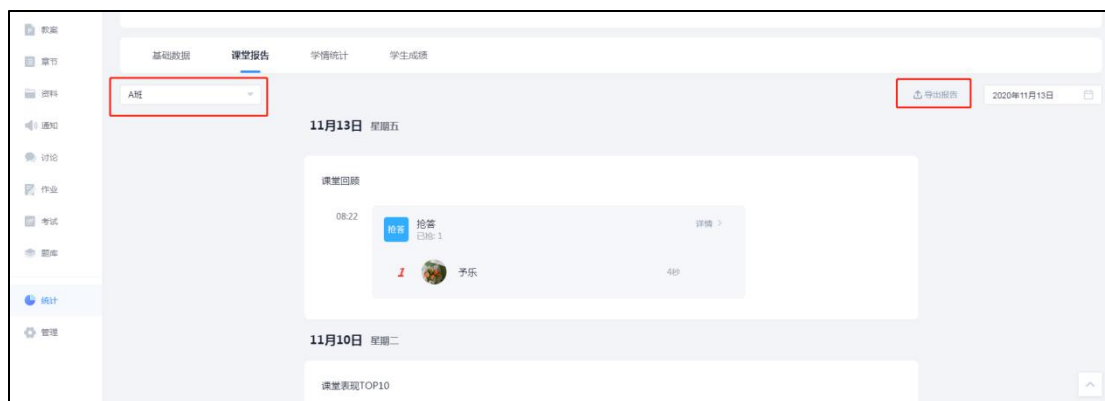 教案
章节
资料
通知
讨论
作业
考试
题库
统计
管理
基础数据 课堂报告 学情统计 学生成绩
A班
导出报告 2020年11月13日
11月13日 星期五
课堂回顾
08:22 抢答 抢答 详情 >
已抢: 1
1 予乐 4秒
11月10日 星期二
课堂表现TOP10